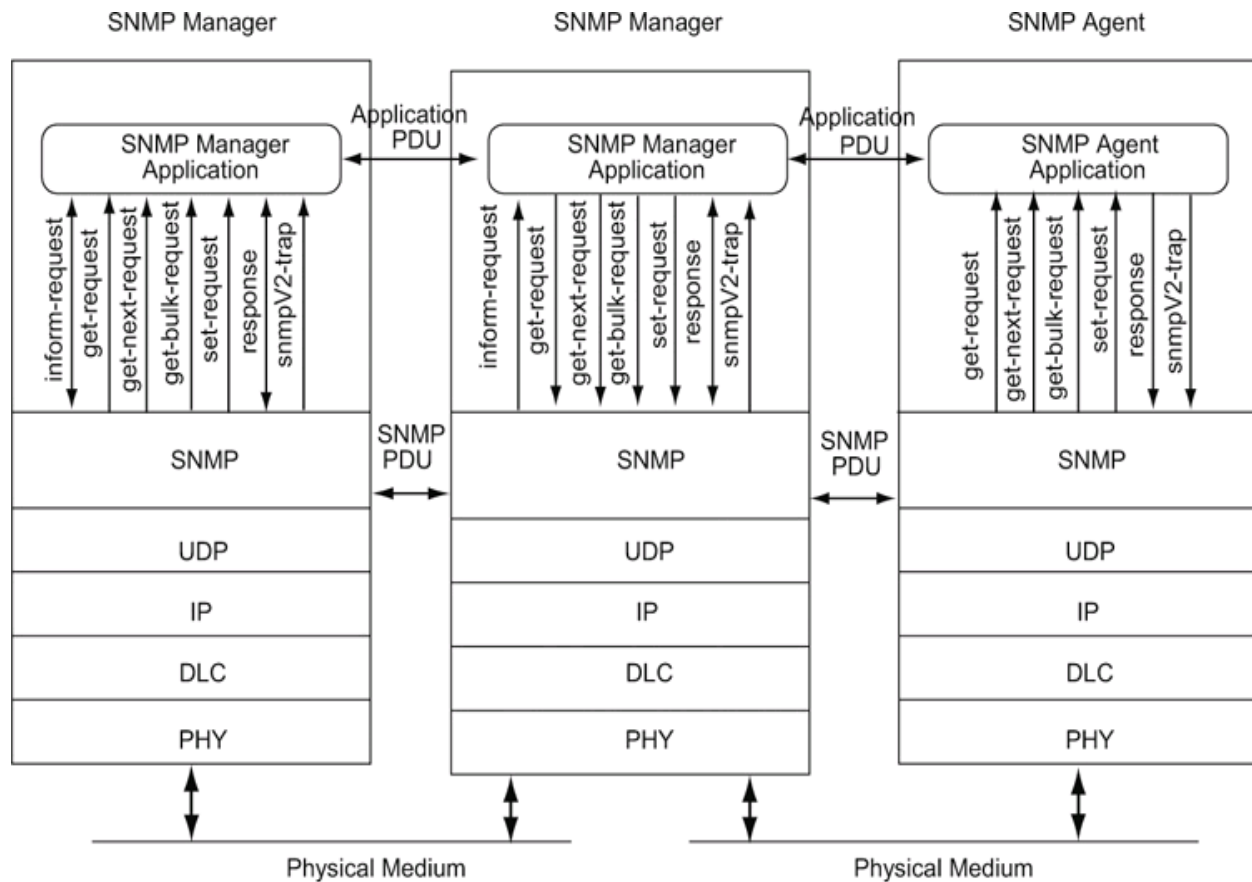 SNMP Manager
SNMP Manager
SNMP Agent
SNMP Manager
Application
Application
PDU
SNMP Manager
Application
Application
PDU
SNMP Agent
Application
inform-request
get-request
get-next-request
get-bulk-request
set-request
response
snmpV2-trap
inform-request
get-request
get-next-request
get-bulk-request
set-request
response
snmpV2-trap
get-request
get-next-request
get-bulk-request
set-request
response
snmpV2-trap
SNMP
SNMP
PDU
SNMP
SNMP
PDU
SNMP
UDP
UDP
UDP
IP
IP
IP
DLC
DLC
DLC
PHY
PHY
PHY
Physical Medium
Physical Medium